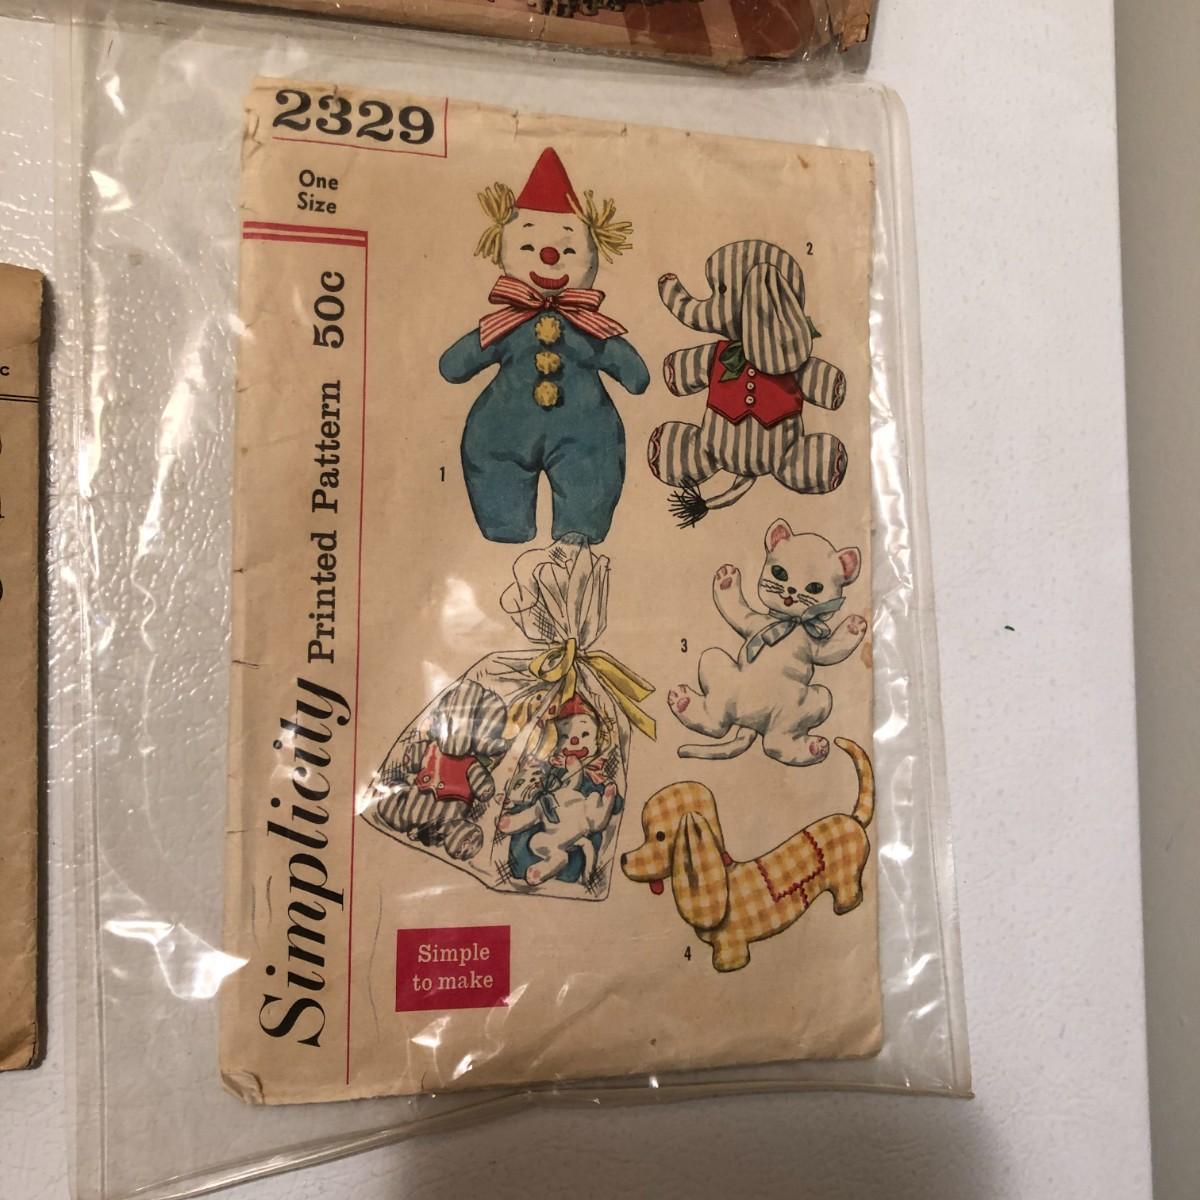 2329
One
Size
Simplicity Printed Pattern 50c
1
2
3
4
Simple
to make
c